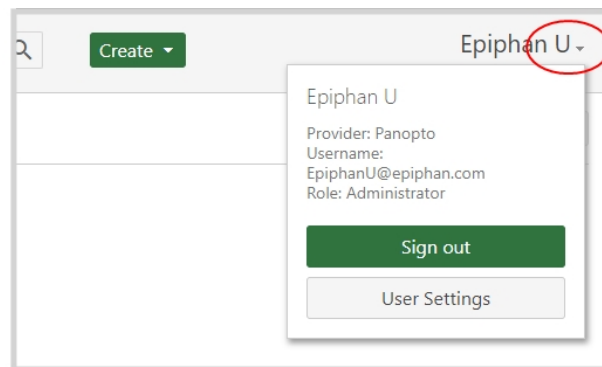 Create
Epiphan U
Epiphan U
Provider: Panopto
Username:
EpiphanU@epiphan.com
Role: Administrator
Sign out
User Settings